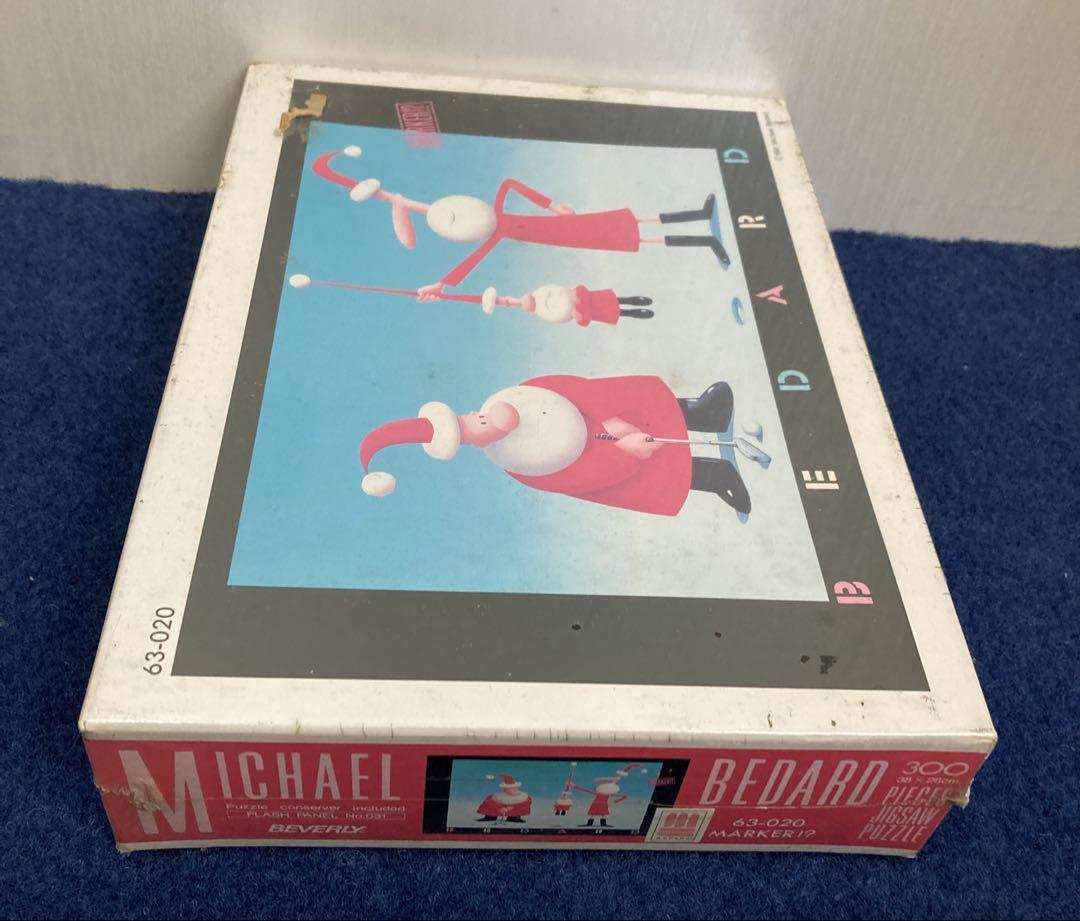 B E D A R D
63-020
MICHAEL
Puzzle conserver included
FLASH PANEL No.031
BEVERLY
BEDARD
63-020
MARKER!?
300
38 × 26cm
PIECES
JIGSAW
PUZZLE